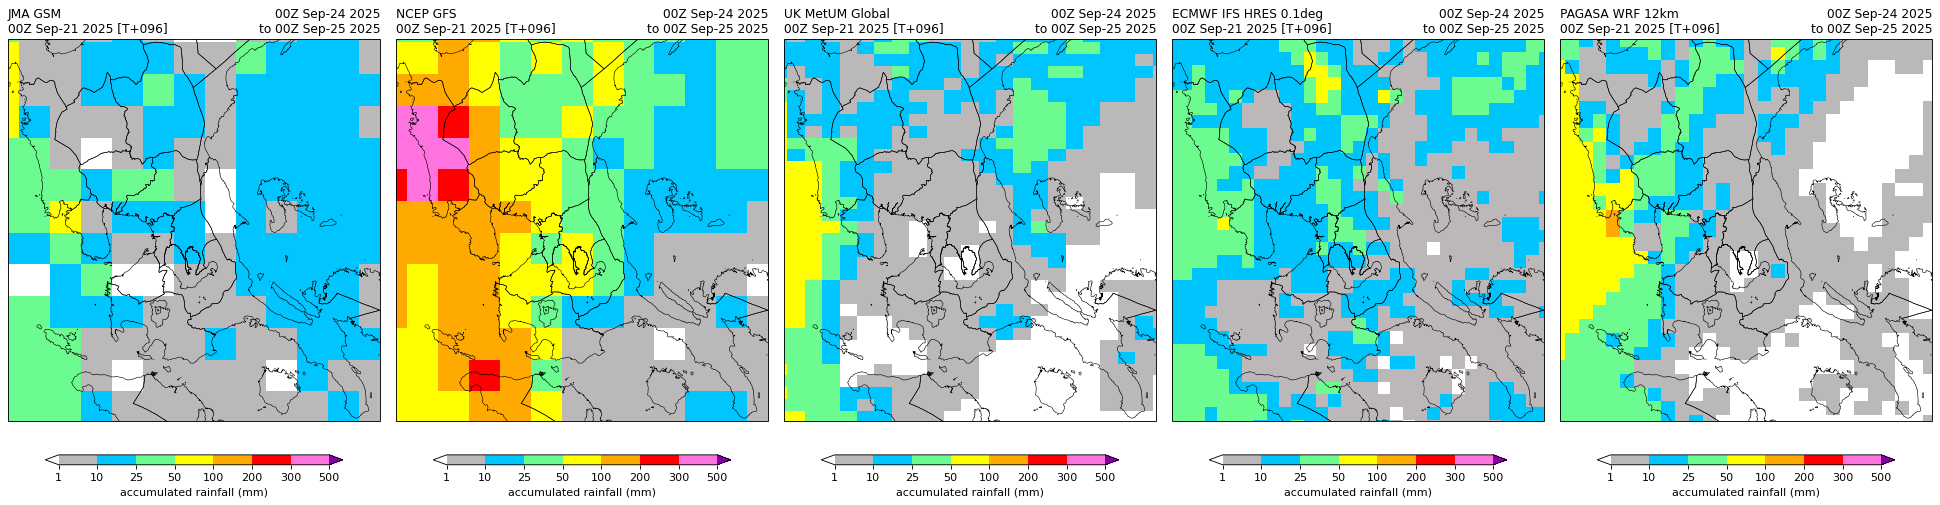 JMA GSM 00Z Sep-24 2025
00Z Sep-21 2025 [T+096] to 00Z Sep-25 2025
NCEP GFS 00Z Sep-24 2025
00Z Sep-21 2025 [T+096] to 00Z Sep-25 2025
UK MetUM Global 00Z Sep-24 2025
00Z Sep-21 2025 [T+096] to 00Z Sep-25 2025
ECMWF IFS HRES 0.1deg 00Z Sep-24 2025
00Z Sep-21 2025 [T+096] to 00Z Sep-25 2025
PAGASA WRF 12km 00Z Sep-24 2025
00Z Sep-21 2025 [T+096] to 00Z Sep-25 2025
1 10 25 50 100 200 300 500
accumulated rainfall (mm)
1 10 25 50 100 200 300 500
accumulated rainfall (mm)
1 10 25 50 100 200 300 500
accumulated rainfall (mm)
1 10 25 50 100 200 300 500
accumulated rainfall (mm)
1 10 25 50 100 200 300 500
accumulated rainfall (mm)